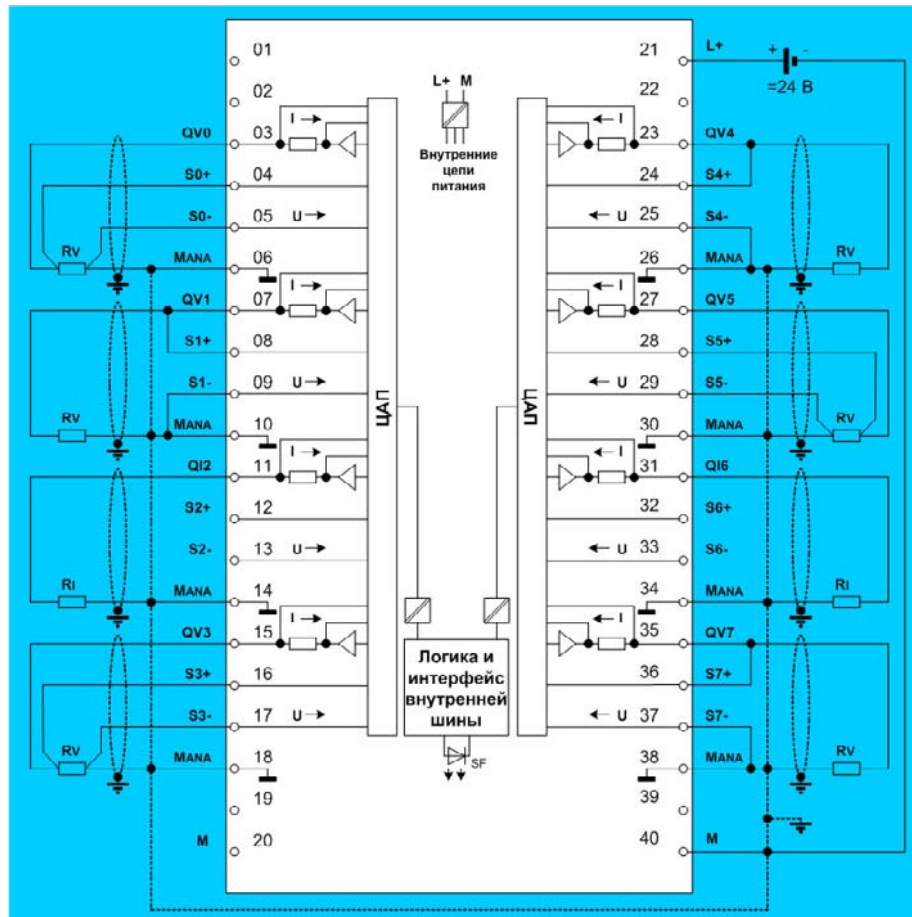 01 21 L+ + -
=24 В
02 L+ M 22
QV0 03 I → ← I 23 QV4
Внутренние
цепи
питания
S0+ 04 24 S4+
S0- 05 U → ← U 25 S4-
RV MANA 06 26 MANA RV
QV1 07 I → ← I 27 QV5
S1+ 08 28 S5+
S1- 09 U → ЦАП ЦАП ← U 29 S5-
RV MANA 10 30 MANA RV
QI2 11 I → ← I 31 QI6
S2+ 12 32 S6+
S2- 13 U → ← U 33 S6-
RI MANA 14 34 MANA RI
QV3 15 I → ← I 35 QV7
Логика и
интерфейс
внутренней
шины
S3+ 16 36 S7+
S3- 17 U → ← U 37 S7-
SF
RV MANA 18 38 MANA RV
19 39
M 20 40 M